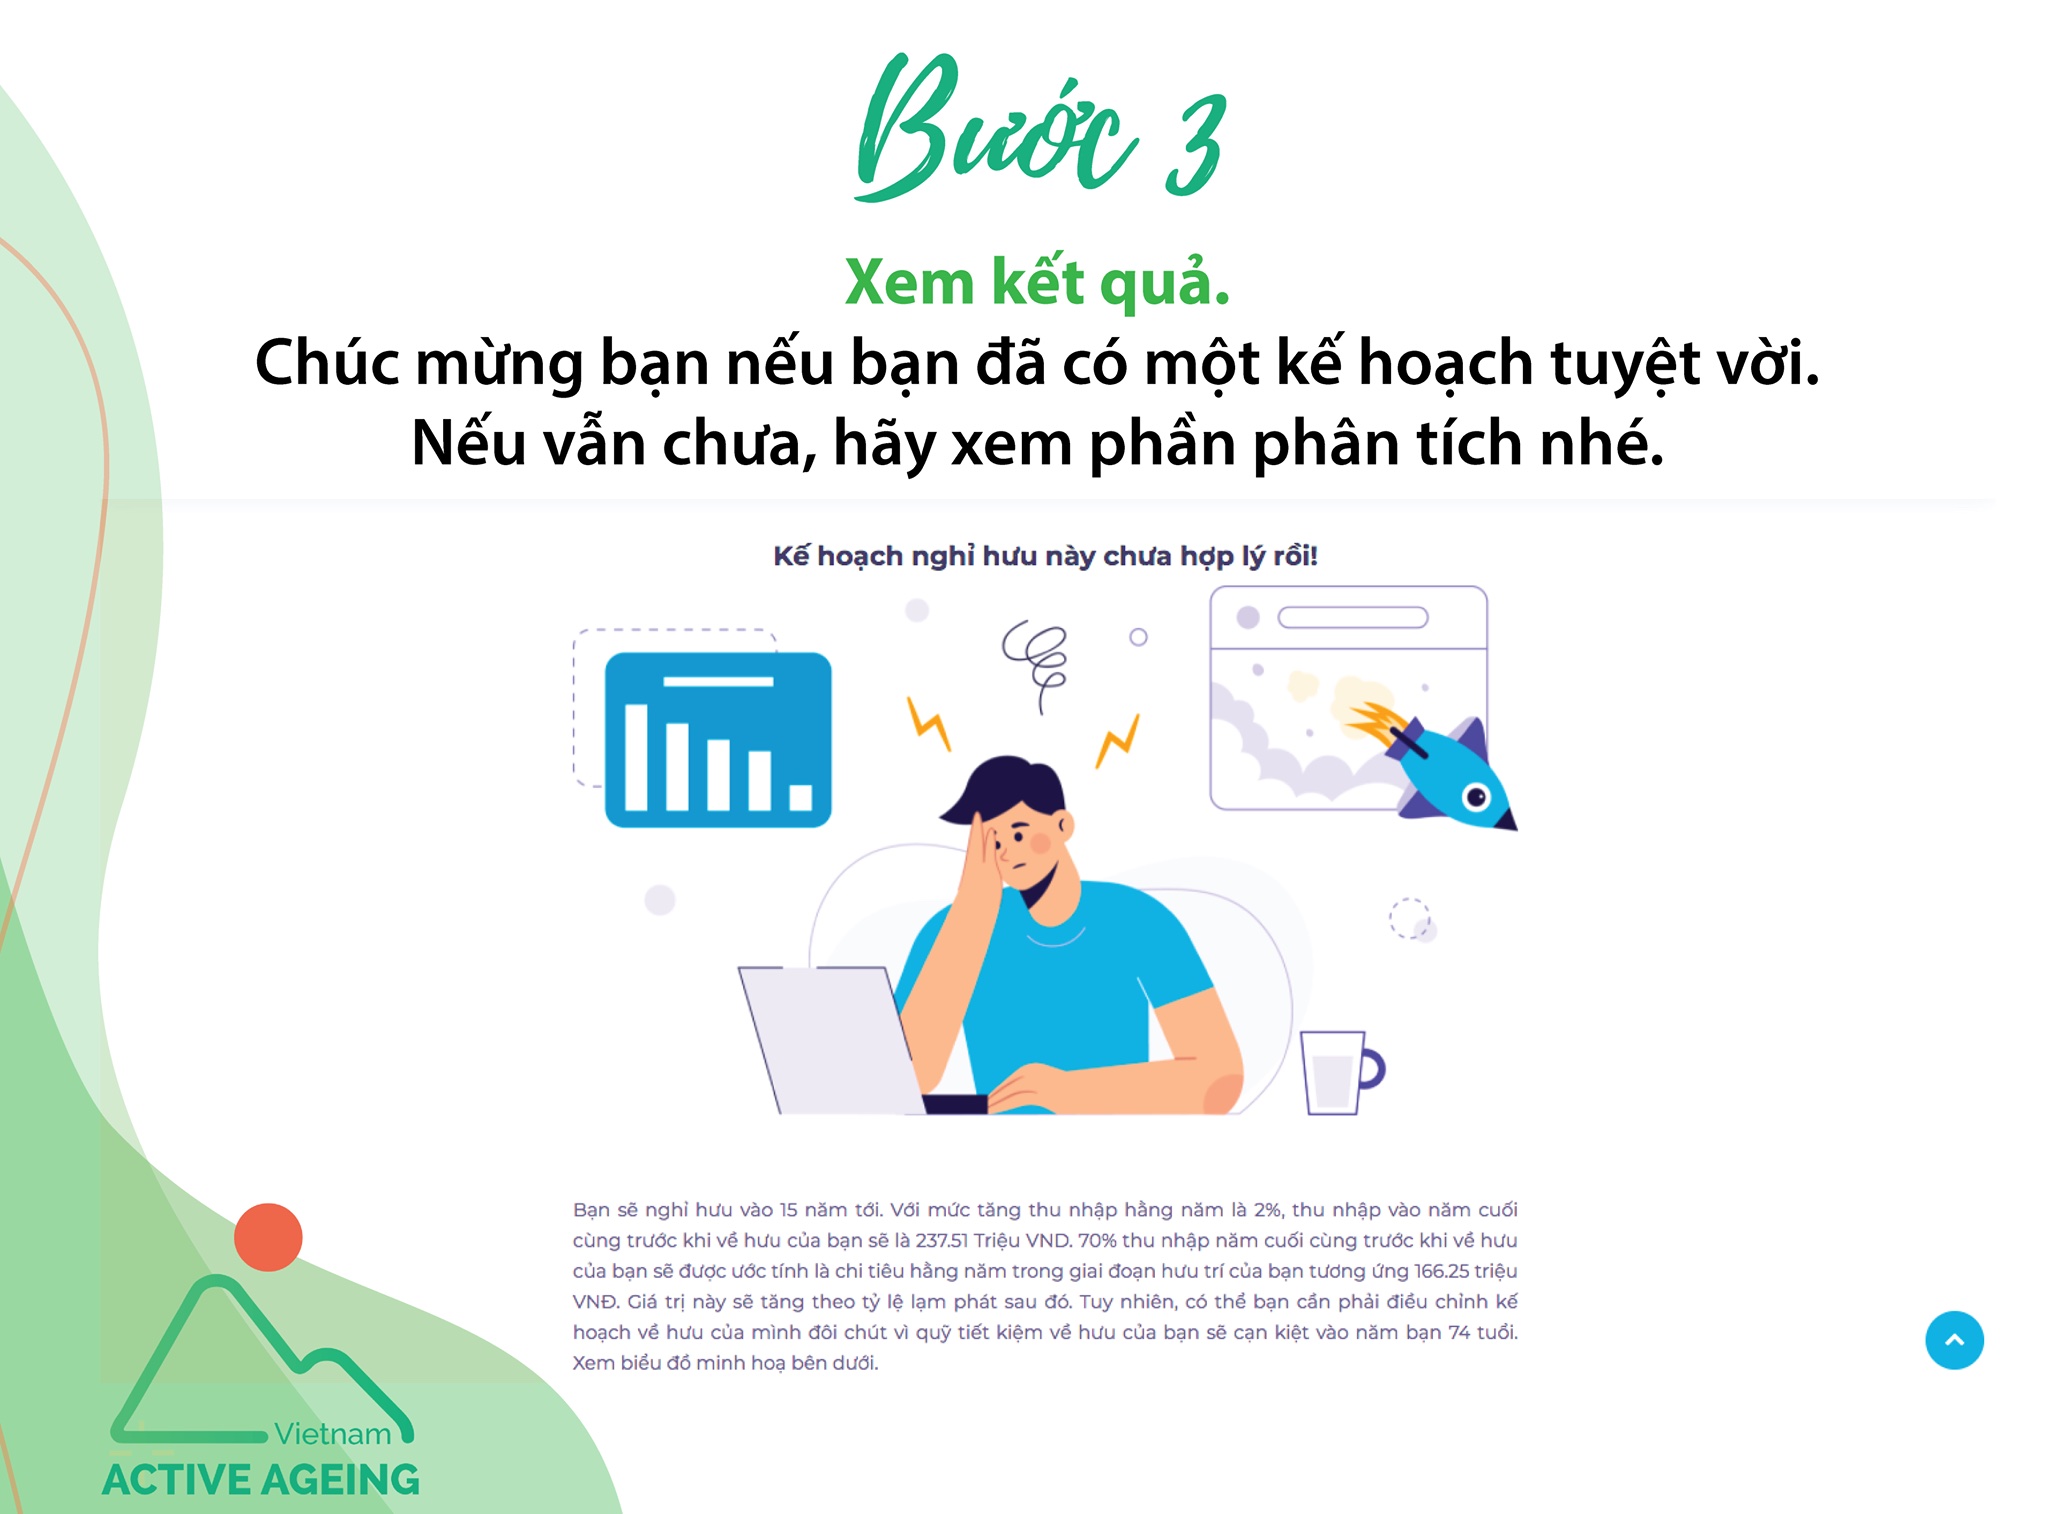 Bước 3
Xem kết quả.
Chúc mừng bạn nếu bạn đã có một kế hoạch tuyệt vời.
Nếu vẫn chưa, hãy xem phần phân tích nhé.
Kế hoạch nghỉ hưu này chưa hợp lý rồi!
Bạn sẽ nghỉ hưu vào 15 năm tới. Với mức tăng thu nhập hằng năm là 2%, thu nhập vào năm cuối
cùng trước khi về hưu của bạn sẽ là 237.51 Triệu VND. 70% thu nhập năm cuối cùng trước khi về hưu
của bạn sẽ được ước tính là chi tiêu hằng năm trong giai đoạn hưu trí của bạn tương ứng 166.25 triệu
VNĐ. Giá trị này sẽ tăng theo tỷ lệ lạm phát sau đó. Tuy nhiên, có thể bạn cần phải điều chỉnh kế
hoạch về hưu của mình đôi chút vì quỹ tiết kiệm về hưu của bạn sẽ cạn kiệt vào năm bạn 74 tuổi.
Xem biểu đồ minh hoạ bên dưới.
Vietnam
ACTIVE AGEING